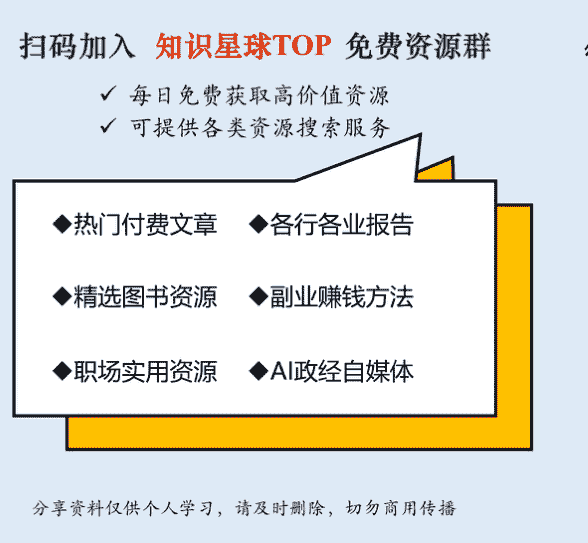 扫码加入 知识星球TOP 免费资源群
✓ 每日免费获取高价值资源
✓ 可提供各类资源搜索服务
◆热门付费文章 ◆各行各业报告
◆精选图书资源 ◆副业赚钱方法
◆职场实用资源 ◆AI政经自媒体
分享资料仅供个人学习，请及时删除，切勿商用传播